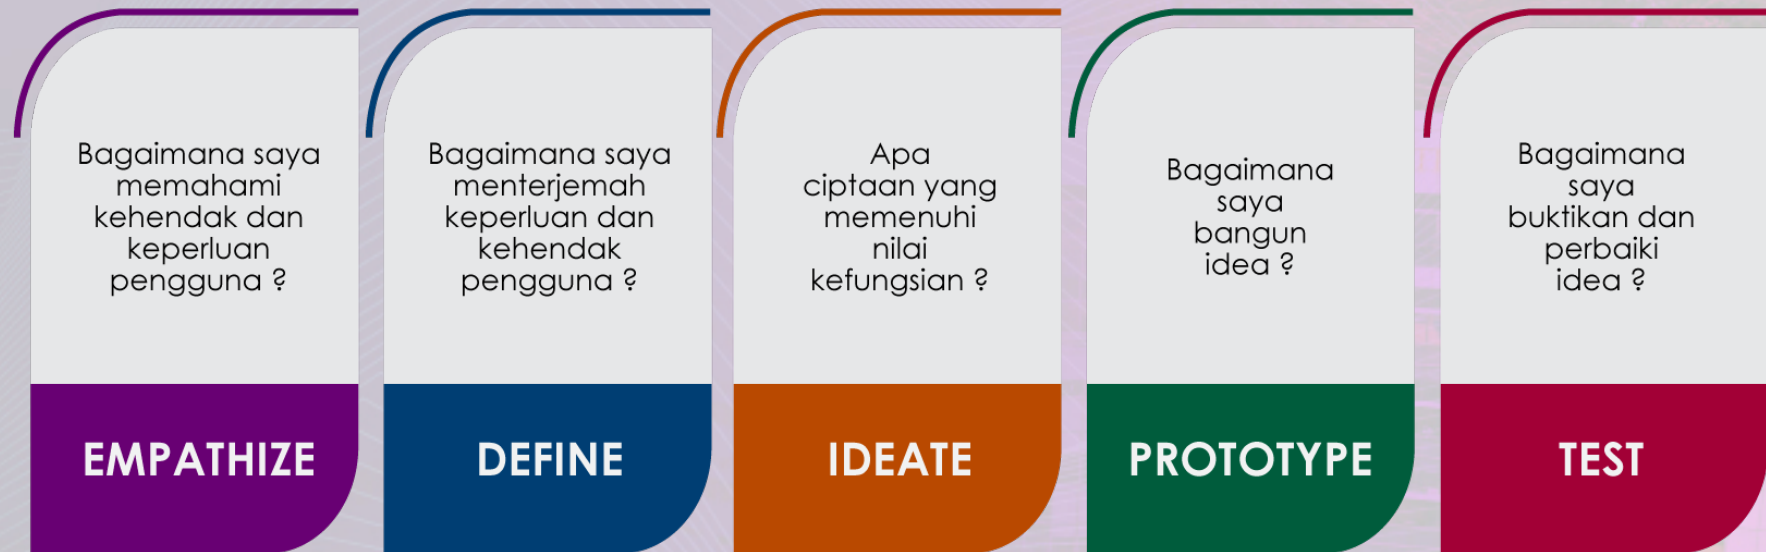 Bagaimana saya
memahami
kehendak dan
keperluan
pengguna ?
EMPATHIZE
Bagaimana saya
menterjemah
keperluan dan
kehendak
pengguna ?
DEFINE
Apa
ciptaan yang
memenuhi
nilai
kefungsian ?
IDEATE
Bagaimana
saya
bangun
idea ?
PROTOTYPE
Bagaimana
saya
buktikan dan
perbaiki
idea ?
TEST